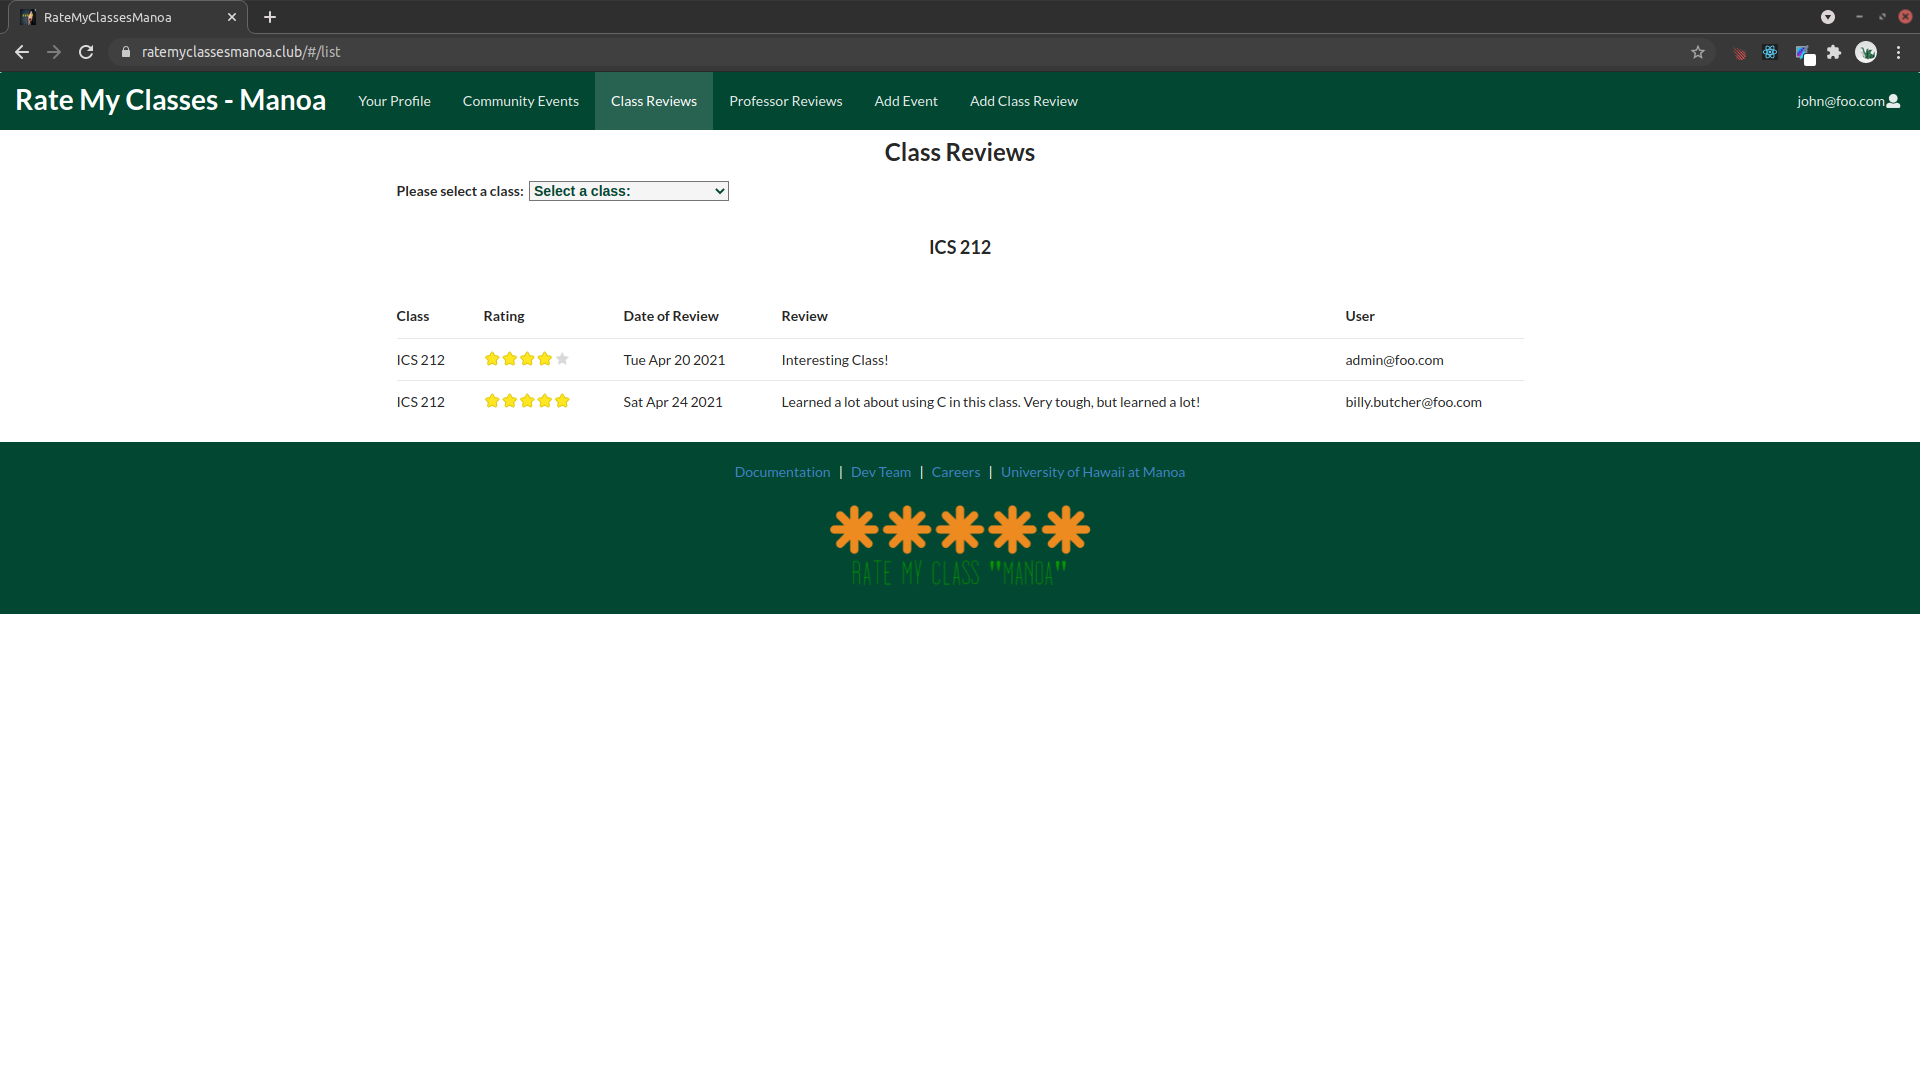 RateMyClassesManoa
ratemyclassesmanoa.club/#/list
Rate My Classes - Manoa Your Profile Community Events Class Reviews Professor Reviews Add Event Add Class Review john@foo.com
Class Reviews
Please select a class: Select a class:
ICS 212
Class Rating Date of Review Review User
ICS 212 Tue Apr 20 2021 Interesting Class! admin@foo.com
ICS 212 Sat Apr 24 2021 Learned a lot about using C in this class. Very tough, but learned a lot! billy.butcher@foo.com
Documentation | Dev Team | Careers | University of Hawaii at Manoa
RATE MY CLASS "MANOA"